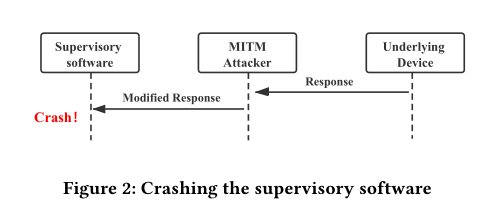 Supervisory
software
MITM
Attacker
Underlying
Device
Response
Modified Response
Crash!
Figure 2: Crashing the supervisory software